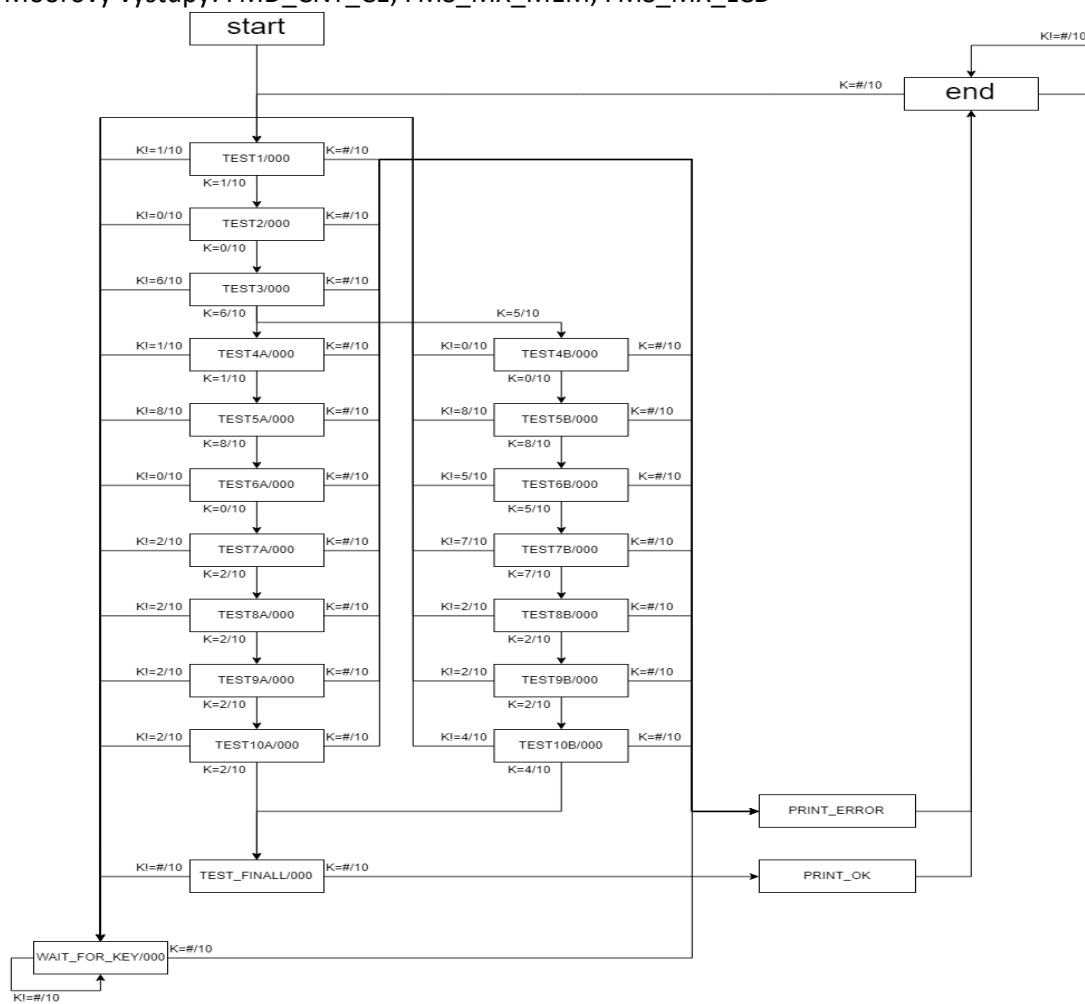 start
K!=#/10
K=#/10
end
K!=1/10
TEST1/000
K=#/10
K=1/10
K!=0/10
TEST2/000
K=#/10
K=0/10
K!=6/10
TEST3/000
K=#/10
K=6/10
K=5/10
K!=1/10
TEST4A/000
K=#/10
K!=0/10
TEST4B/000
K=#/10
K=1/10
K=0/10
K!=8/10
TEST5A/000
K=#/10
K!=8/10
TEST5B/000
K=#/10
K=8/10
K=8/10
K!=0/10
TEST6A/000
K=#/10
K!=5/10
TEST6B/000
K=#/10
K=0/10
K=5/10
K!=2/10
TEST7A/000
K=#/10
K!=7/10
TEST7B/000
K=#/10
K=2/10
K=7/10
K!=2/10
TEST8A/000
K=#/10
K!=2/10
TEST8B/000
K=#/10
K=2/10
K=2/10
K!=2/10
TEST9A/000
K=#/10
K!=2/10
TEST9B/000
K=#/10
K=2/10
K=2/10
K!=2/10
TEST10A/000
K=#/10
K!=4/10
TEST10B/000
K=#/10
K=2/10
K=4/10
PRINT_ERROR
K!=#/10
TEST_FINALL/000
K=#/10
PRINT_OK
WAIT_FOR_KEY/000
K=#/10
K!=#/10